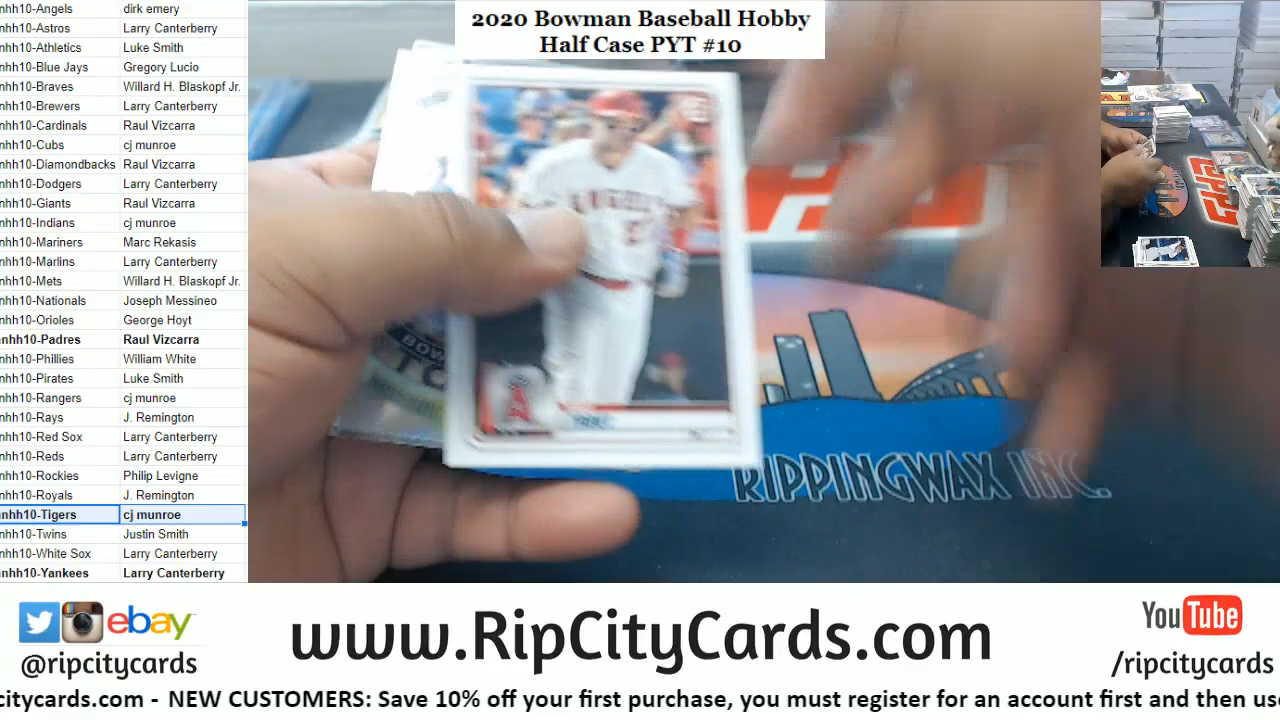 2020 Bowman Baseball Hobby
Half Case PYT #10
nhh10-Angels dirk emery
nhh10-Astros Larry Canterberry
nhh10-Athletics Luke Smith
nhh10-Blue Jays Gregory Lucio
nhh10-Braves Willard H. Blaskopf Jr.
nhh10-Brewers Larry Canterberry
nhh10-Cardinals Raul Vizcarra
nhh10-Cubs cj munroe
nhh10-Diamondbacks Raul Vizcarra
nhh10-Dodgers Larry Canterberry
nhh10-Giants Raul Vizcarra
nhh10-Indians cj munroe
nhh10-Mariners Marc Rekasis
nhh10-Marlins Larry Canterberry
nhh10-Mets Willard H. Blaskopf Jr.
nhh10-Nationals Joseph Messineo
nhh10-Orioles George Hoyt
anhh10-Padres Raul Vizcarra
nhh10-Phillies William White
nhh10-Pirates Luke Smith
nhh10-Rangers cj munroe
nhh10-Rays J. Remington
nhh10-Red Sox Larry Canterberry
nhh10-Reds Larry Canterberry
nhh10-Rockies Philip Levigne
nhh10-Royals J. Remington
anhh10-Tigers cj munroe
nhh10-Twins Justin Smith
nhh10-White Sox Larry Canterberry
anhh10-Yankees Larry Canterberry
ANGELS
RIPPINGWAX INC.
ebay
@ripcitycards
www.RipCityCards.com
YouTube
/ripcitycards
citycards.com - NEW CUSTOMERS: Save 10% off your first purchase, you must register for an account first and then use